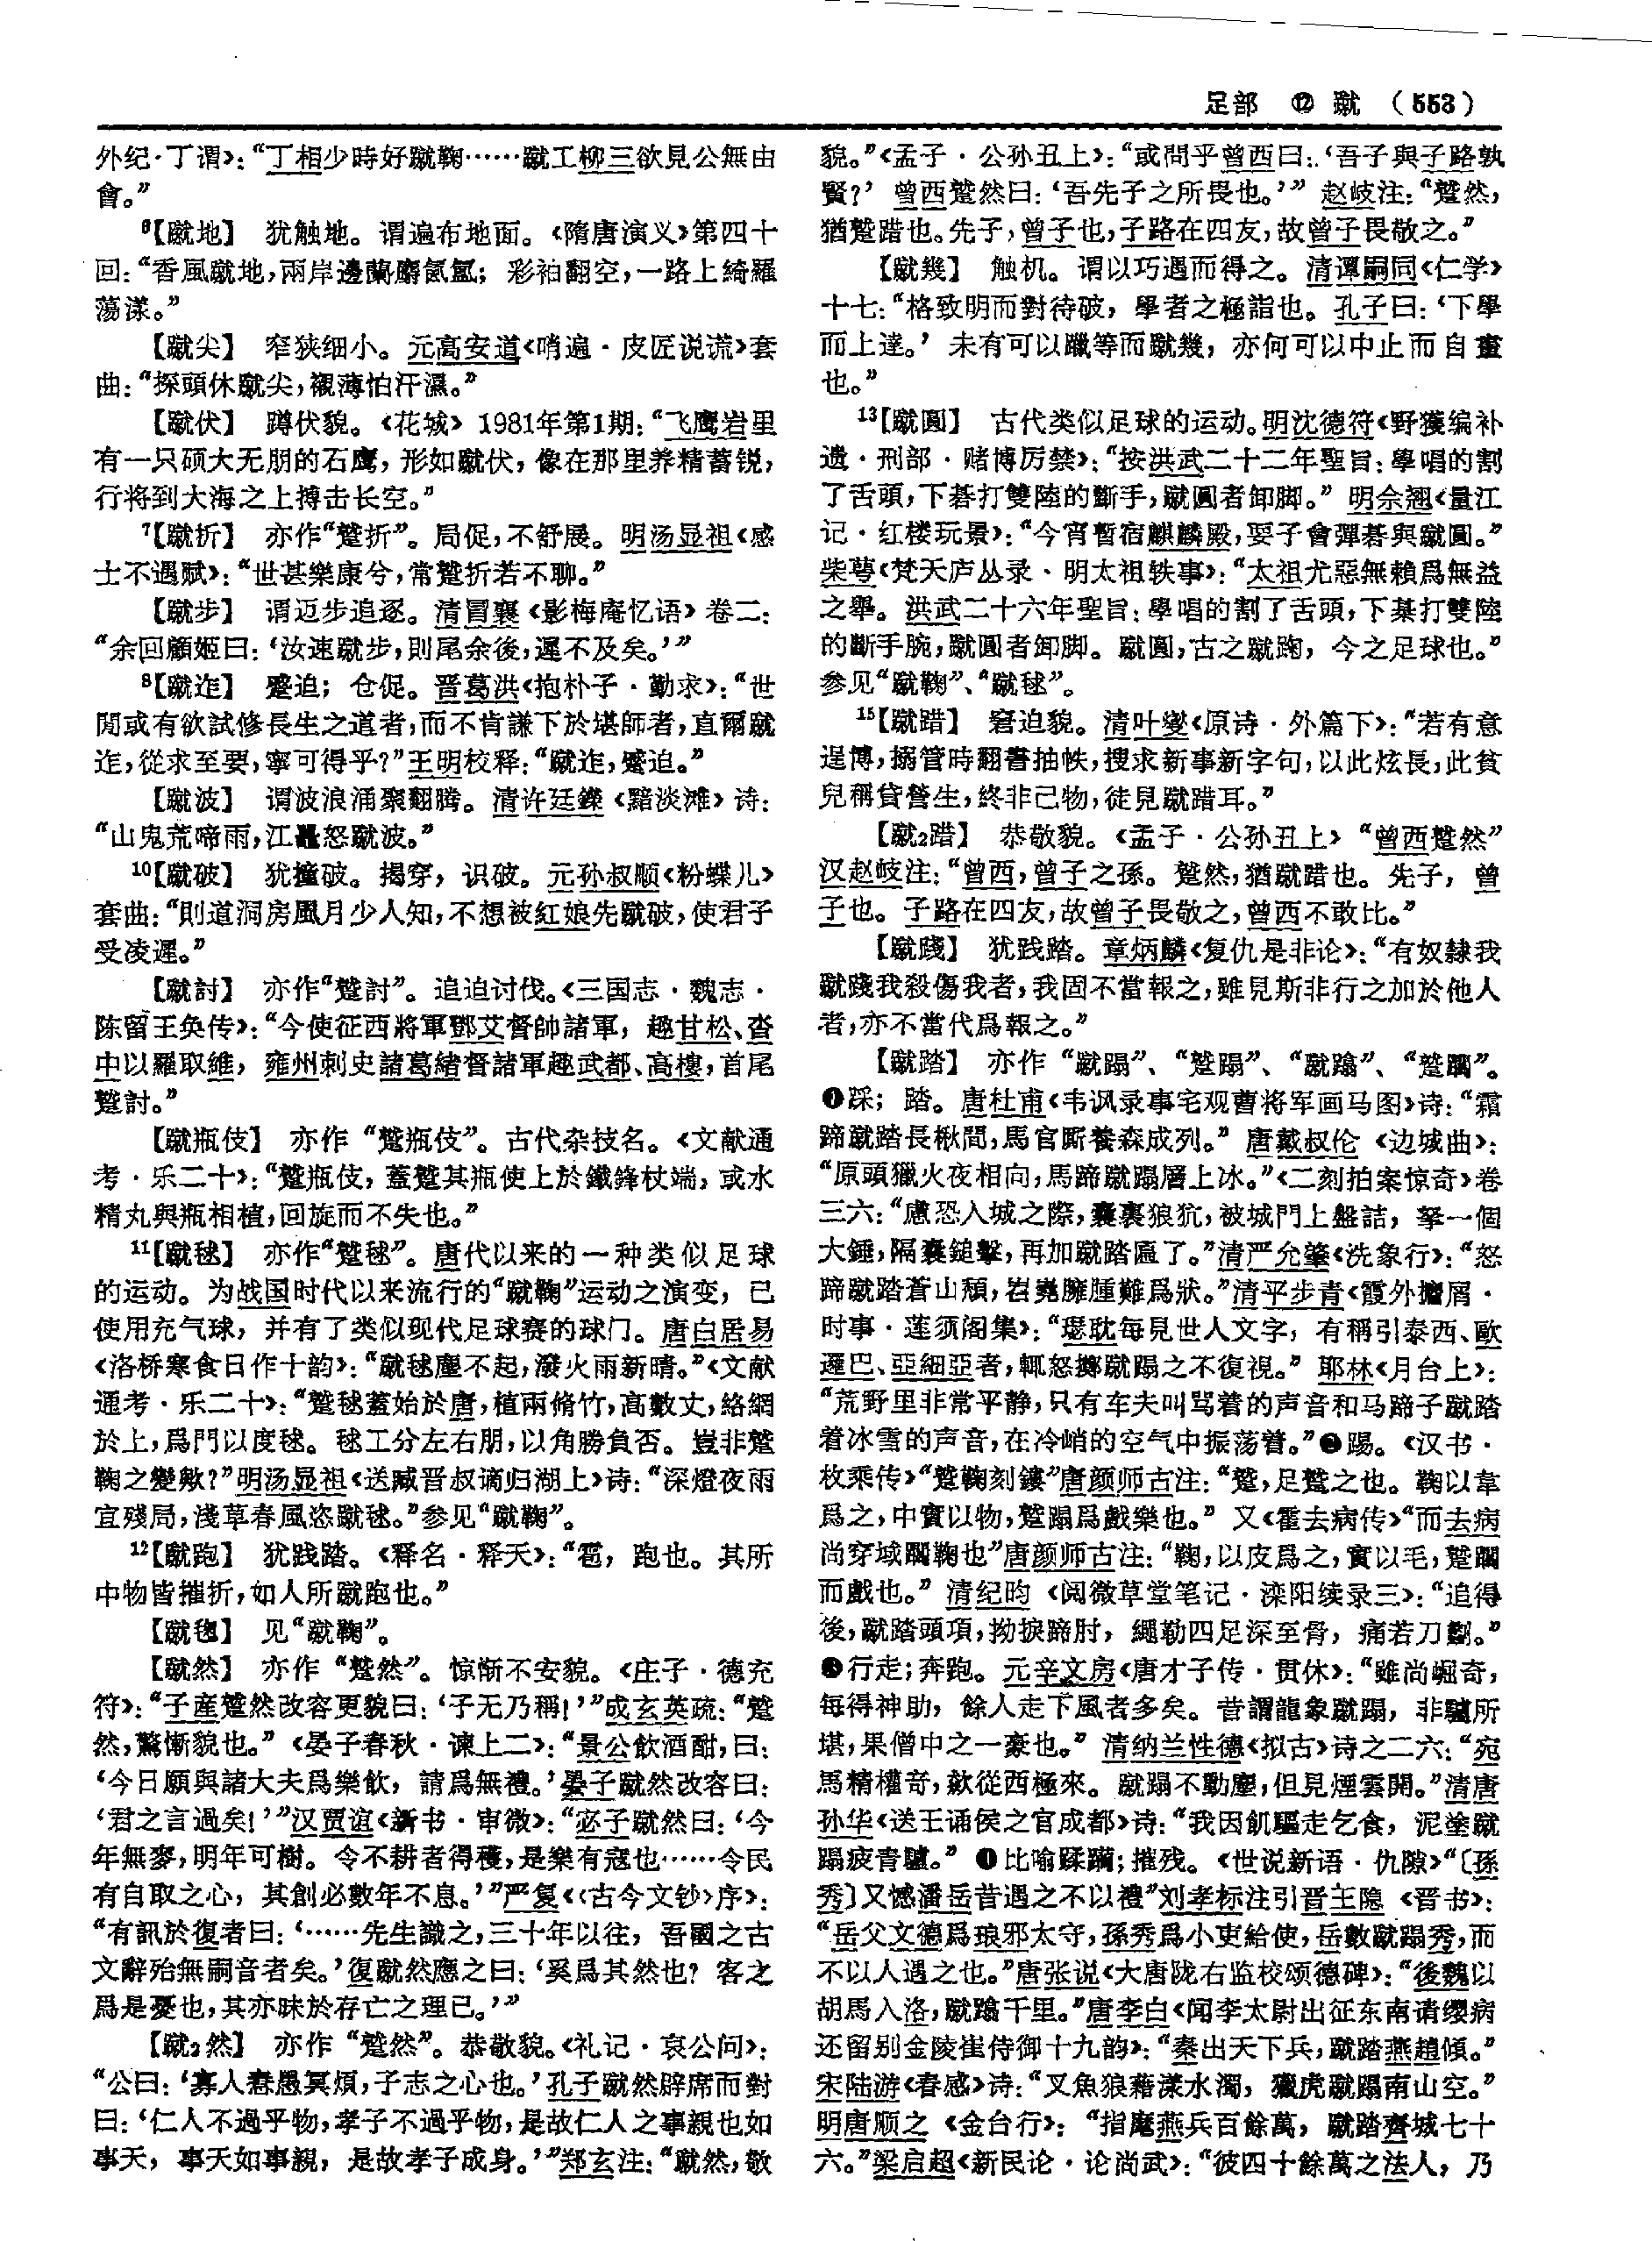 足部 ⑫ 蹴 （553）
外纪·丁谓》：“丁相少時好蹴鞠……蹴工柳三欲見公無由
會。”
⁶【蹴地】 犹触地。谓遍布地面。《隋唐演义》第四十
回：“香風蹴地，兩岸邊蘭麝氤氳；彩袖翻空，一路上綺羅
蕩漾。”
【蹴尖】 窄狭细小。元高安道《哨遍·皮匠说谎》套
曲：“探頭休蹴尖，襯薄怕汗濕。”
【蹴伏】 蹲伏貌。《花城》1981年第1期：“飞鹰岩里
有一只硕大无朋的石鹰，形如蹴伏，像在那里养精蓄锐，
行将到大海之上搏击长空。”
⁷【蹴折】 亦作“蹵折”。局促，不舒展。明汤显祖《感
士不遇赋》：“世甚樂康兮，常蹵折若不聊。”
【蹴步】 谓迈步追逐。清冒襄《影梅庵忆语》卷二：
“余回顧姬曰：‘汝速蹴步，則尾余後，遲不及矣。’”
⁸【蹴迮】 蹙迫；仓促。晋葛洪《抱朴子·勤求》：“世
間或有欲試修長生之道者，而不肯謙下於堪師者，直爾蹴
迮，從求至要，寧可得乎？”王明校释：“蹴迮，蹙迫。”
【蹴波】 谓波浪涌聚翻腾。清许廷鑅《黯淡滩》诗：
“山鬼荒啼雨，江鼉怒蹴波。”
¹⁰【蹴破】 犹撞破。揭穿，识破。元孙叔顺《粉蝶儿》
套曲：“則道洞房風月少人知，不想被紅娘先蹴破，使君子
受凌遲。”
【蹴討】 亦作“蹵討”。追迫讨伐。《三国志·魏志·
陈留王奂传》：“今使征西將軍鄧艾督帥諸軍，趣甘松、沓
中以羅取維，雍州刺史諸葛緒督諸軍趣武都、高樓，首尾
蹵討。”
【蹴瓶伎】 亦作“蹵瓶伎”。古代杂技名。《文献通
考·乐二十》：“蹵瓶伎，蓋蹵其瓶使上於鐵鋒杖端，或水
精丸與瓶相植，回旋而不失也。”
¹¹【蹴毬】 亦作“蹵毬”。唐代以来的一种类似足球
的运动。为战国时代以来流行的“蹴鞠”运动之演变，已
使用充气球，并有了类似现代足球赛的球门。唐白居易
《洛桥寒食日作十韵》：“蹴毬塵不起，潑火雨新晴。”《文献
通考·乐二十》：“蹵毬蓋始於唐，植兩脩竹，高數丈，絡網
於上，爲門以度毬。毬工分左右朋，以角勝負否。豈非蹵
鞠之變歟？”明汤显祖《送臧晋叔谪归湖上》诗：“深燈夜雨
宜殘局，淺草春風恣蹴毬。”参见“蹴鞠”。
¹²【蹴跑】 犹践踏。《释名·释天》：“雹，跑也。其所
中物皆摧折，如人所蹴跑也。”
【蹴毱】 见“蹴鞠”。
【蹴然】 亦作“蹵然”。惊惭不安貌。《庄子·德充
符》：“子産蹵然改容更貌曰：‘子无乃稱！’”成玄英疏：“蹵
然，驚慚貌也。”《晏子春秋·谏上二》：“景公飲酒酣，曰：
‘今日願與諸大夫爲樂飲，請爲無禮。’晏子蹴然改容曰：
‘君之言過矣！’”汉贾谊《新书·审微》：“宓子蹴然曰：‘今
年無麥，明年可樹。令不耕者得穫，是樂有寇也……令民
有自取之心，其創必數年不息。’”严复《〈古今文钞〉序》：
“有訊於復者曰：‘……先生識之，三十年以往，吾國之古
文辭殆無嗣音者矣。’復蹴然應之曰：‘奚爲其然也？客之
爲是憂也，其亦昧於存亡之理已。’”
【蹴₂然】 亦作“蹵然”。恭敬貌。《礼记·哀公问》：
“公曰：‘寡人憃愚冥煩，子志之心也。’孔子蹴然辟席而對
曰：‘仁人不過乎物，孝子不過乎物，是故仁人之事親也如
事天，事天如事親，是故孝子成身。’”郑玄注：“蹴然，敬
貌。”《孟子·公孙丑上》：“或問乎曾西曰：‘吾子與子路孰
賢？’曾西蹵然曰：‘吾先子之所畏也。’”赵岐注：“蹵然，
猶蹵踖也。先子，曾子也，子路在四友，故曾子畏敬之。”
【蹴幾】 触机。谓以巧遇而得之。清谭嗣同《仁学》
十七：“格致明而對待破，學者之極詣也。孔子曰：‘下學
而上達。’未有可以躐等而蹴幾，亦何可以中止而自畫
也。”
¹³【蹴圓】 古代类似足球的运动。明沈德符《野獲编补
遗·刑部·赌博厉禁》：“按洪武二十二年聖旨：學唱的割
了舌頭，下碁打雙陸的斷手，蹴圓者卸脚。”明佘翘《量江
记·红楼玩景》：“今宵暫宿麒麟殿，耍子會彈碁與蹴圓。”
柴萼《梵天庐丛录·明太祖轶事》：“太祖尤惡無賴爲無益
之舉。洪武二十六年聖旨：學唱的割了舌頭，下棊打雙陸
的斷手腕，蹴圓者卸脚。蹴圓，古之蹴踘，今之足球也。”
参见“蹴鞠”、“蹴毬”。
¹⁵【蹴踖】 窘迫貌。清叶燮《原诗·外篇下》：“若有意
逞博，搦管時翻書抽帙，搜求新事新字句，以此炫長，此貧
兒稱貸營生，終非己物，徒見蹴踖耳。”
【蹴₂踖】 恭敬貌。《孟子·公孙丑上》“曾西蹵然”
汉赵岐注：“曾西，曾子之孫。蹵然，猶蹴踖也。先子，曾
子也。子路在四友，故曾子畏敬之，曾西不敢比。”
【蹴踐】 犹践踏。章炳麟《复仇是非论》：“有奴隸我
蹴踐我殺傷我者，我固不當報之，雖見斯非行之加於他人
者，亦不當代爲報之。”
【蹴踏】 亦作“蹴蹋”、“蹵蹋”、“蹴蹹”、“蹵闒”。
❶踩；踏。唐杜甫《韦讽录事宅观曹将军画马图》诗：“霜
蹄蹴踏長楸間，馬官厮養森成列。”唐戴叔伦《边城曲》：
“原頭獵火夜相向，馬蹄蹴蹋層上冰。”《二刻拍案惊奇》卷
三六：“慮恐入城之際，囊裹狼犺，被城門上盤詰，拏一個
大錘，隔囊鎚擊，再加蹴踏匾了。”清严允肇《洗象行》：“怒
蹄蹴踏蒼山頹，岩嶤臃腫難爲狀。”清平步青《霞外攟屑·
时事·莲须阁集》：“瑟耽每見世人文字，有稱引泰西、歐
邏巴、亞細亞者，輒怒擲蹴蹋之不復視。”耶林《月台上》：
“荒野里非常平静，只有车夫叫骂着的声音和马蹄子蹴踏
着冰雪的声音，在冷峭的空气中振荡着。”❷踢。《汉书·
枚乘传》“蹵鞠刻鏤”唐颜师古注：“蹵，足蹵之也。鞠以韋
爲之，中實以物，蹵蹋爲戲樂也。”又《霍去病传》“而去病
尚穿域蹋鞠也”唐颜师古注：“鞠，以皮爲之，實以毛，蹵蹋
而戲也。”清纪昀《阅微草堂笔记·滦阳续录三》：“追得
後，蹴踏頭項，拗捩蹄肘，繩勒四足深至骨，痛若刀劙。”
❸行走；奔跑。元辛文房《唐才子传·贯休》：“雖尚崛奇，
每得神助，餘人走下風者多矣。昔謂龍象蹴蹋，非驢所
堪，果僧中之一豪也。”清纳兰性德《拟古》诗之二六：“宛
馬精權奇，歘從西極來。蹴蹋不動塵，但見煙雲開。”清唐
孙华《送王诵侯之官成都》诗：“我因飢驅走乞食，泥塗蹴
蹋疲青驢。”❹比喻蹂躏；摧残。《世说新语·仇隙》“〔孫
秀〕又憾潘岳昔遇之不以禮”刘孝标注引晋王隐《晋书》：
“岳父文德爲琅邪太守，孫秀爲小吏給使，岳數蹴蹋秀，而
不以人遇之也。”唐张说《大唐陇右监校颂德碑》：“後魏以
胡馬入洛，蹴蹹千里。”唐李白《闻李太尉出征东南请缨病
还留别金陵崔侍御十九韵》：“秦出天下兵，蹴踏燕趙傾。”
宋陆游《春感》诗：“叉魚狼藉漾水濁，獵虎蹴蹋南山空。”
明唐顺之《金台行》：“指麾燕兵百餘萬，蹴踏齊城七十
六。”梁启超《新民论·论尚武》：“彼四十餘萬之法人，乃